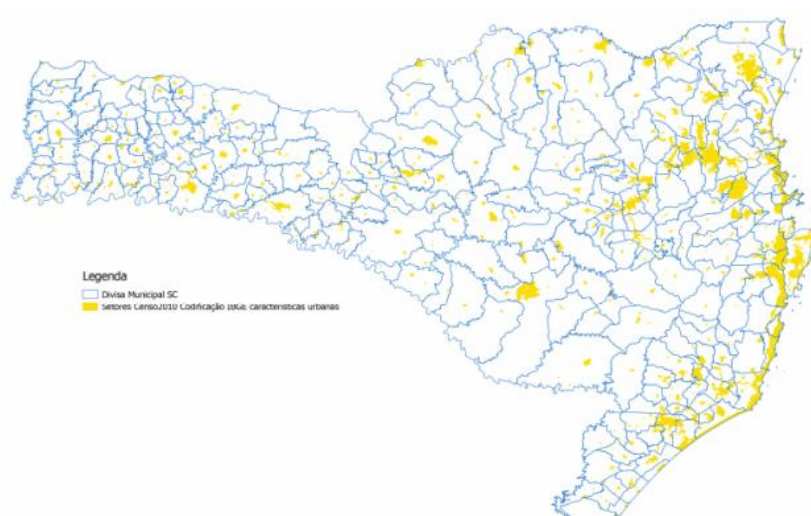 Legenda
Divisa Municipal SC
Setores Censo2010 Codificação IBGE características urbanas